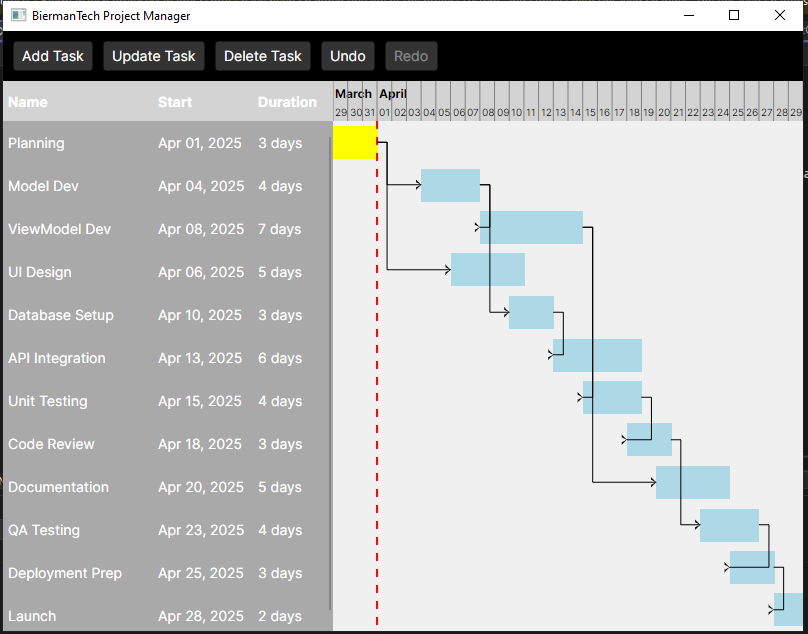 BiermanTech Project Manager
Add Task Update Task Delete Task Undo Redo
Name Start Duration March April
29 30 31 01 02 03 04 05 06 07 08 09 10 11 12 13 14 15 16 17 18 19 20 21 22 23 24 25 26 27 28 29
Planning Apr 01, 2025 3 days
Model Dev Apr 04, 2025 4 days
ViewModel Dev Apr 08, 2025 7 days
UI Design Apr 06, 2025 5 days
Database Setup Apr 10, 2025 3 days
API Integration Apr 13, 2025 6 days
Unit Testing Apr 15, 2025 4 days
Code Review Apr 18, 2025 3 days
Documentation Apr 20, 2025 5 days
QA Testing Apr 23, 2025 4 days
Deployment Prep Apr 25, 2025 3 days
Launch Apr 28, 2025 2 days